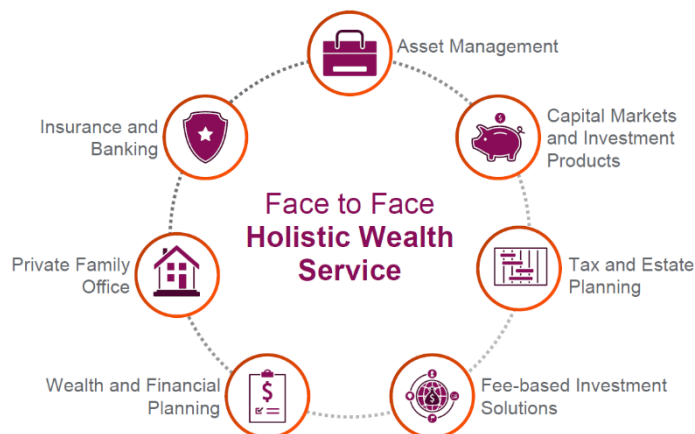 Asset Management
Capital Markets
and Investment
Products
Tax and Estate
Planning
Fee-based Investment
Solutions
Wealth and Financial
Planning
Private Family
Office
Insurance and
Banking
Face to Face
Holistic Wealth
Service
$
$